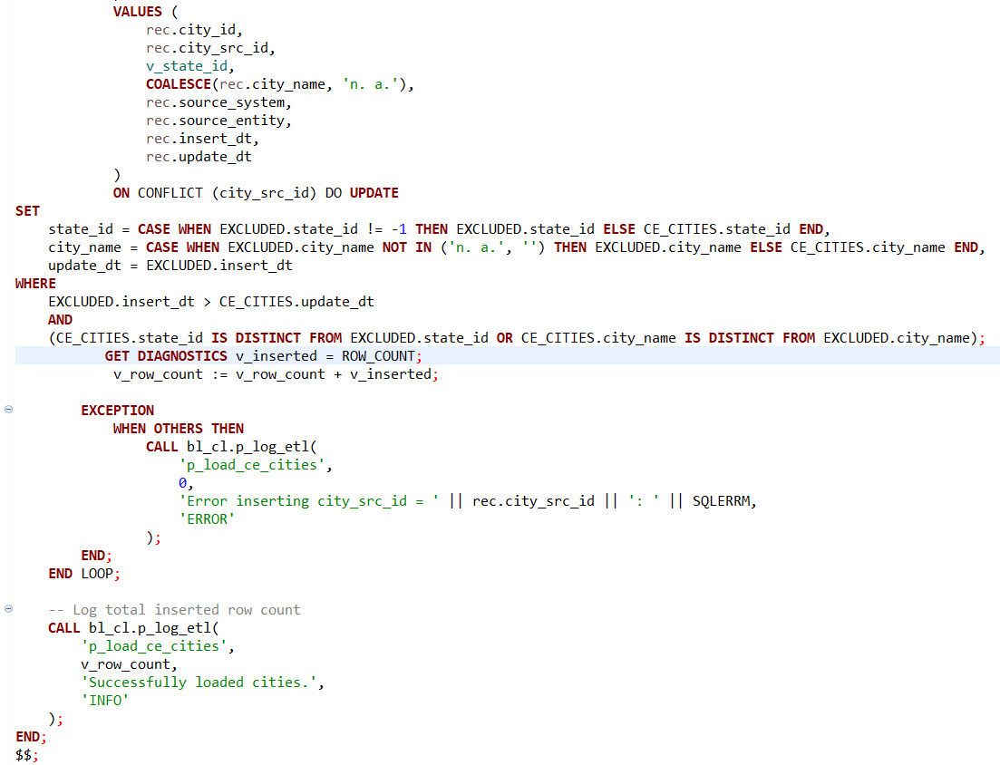 VALUES (
rec.city_id,
rec.city_src_id,
v_state_id,
COALESCE(rec.city_name, 'n. a.'),
rec.source_system,
rec.source_entity,
rec.insert_dt,
rec.update_dt
)
ON CONFLICT (city_src_id) DO UPDATE
SET
state_id = CASE WHEN EXCLUDED.state_id != -1 THEN EXCLUDED.state_id ELSE CE_CITIES.state_id END,
city_name = CASE WHEN EXCLUDED.city_name NOT IN ('n. a.', '') THEN EXCLUDED.city_name ELSE CE_CITIES.city_name END,
update_dt = EXCLUDED.insert_dt
WHERE
EXCLUDED.insert_dt > CE_CITIES.update_dt
AND
(CE_CITIES.state_id IS DISTINCT FROM EXCLUDED.state_id OR CE_CITIES.city_name IS DISTINCT FROM EXCLUDED.city_name);
GET DIAGNOSTICS v_inserted = ROW_COUNT;
v_row_count := v_row_count + v_inserted;
EXCEPTION
WHEN OTHERS THEN
CALL bl_cl.p_log_etl(
'p_load_ce_cities',
0,
'Error inserting city_src_id = ' || rec.city_src_id || ': ' || SQLERRM,
'ERROR'
);
END;
END LOOP;
-- Log total inserted row count
CALL bl_cl.p_log_etl(
'p_load_ce_cities',
v_row_count,
'Successfully loaded cities.',
'INFO'
);
END;
$$;